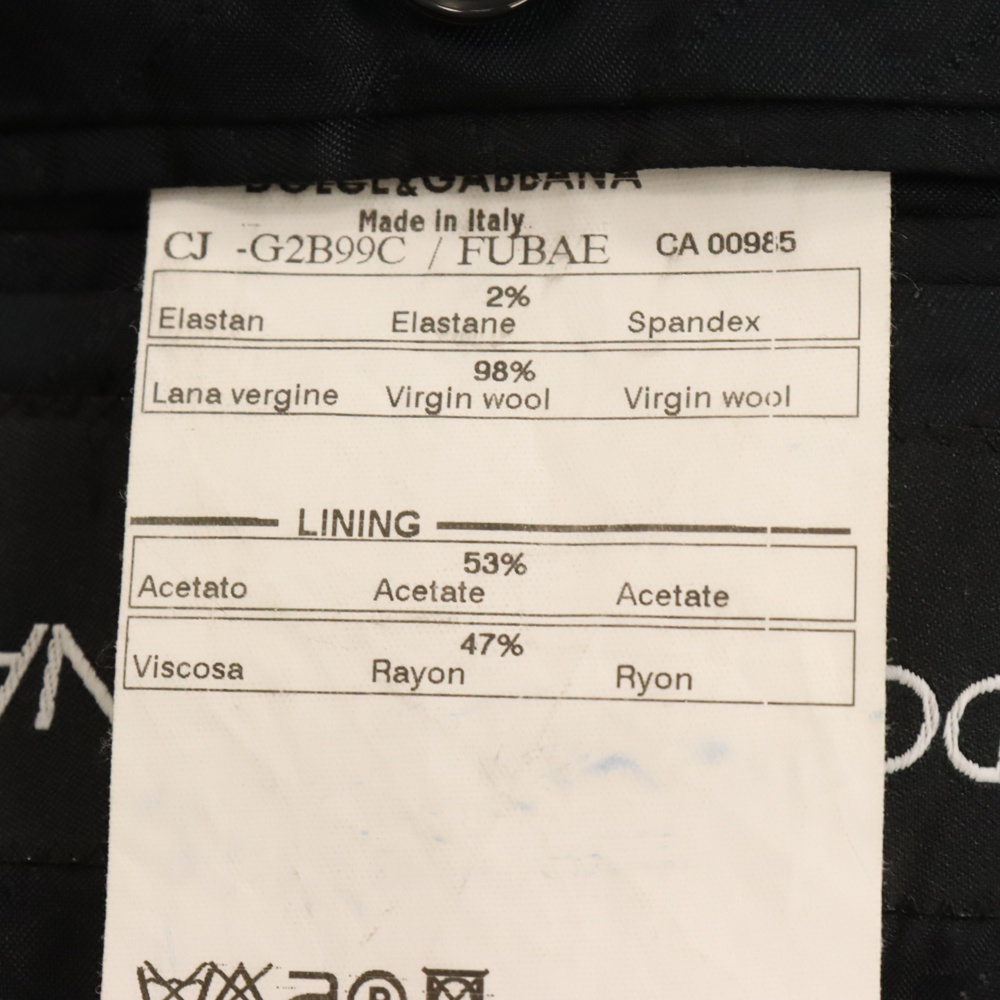 DOLCE&GABBANA
Made in Italy
CJ -G2B99C / FUBAE CA 00985
2%
Elastan Elastane Spandex
98%
Lana vergine Virgin wool Virgin wool
LINING
53%
Acetato Acetate Acetate
47%
Viscosa Rayon Ryon